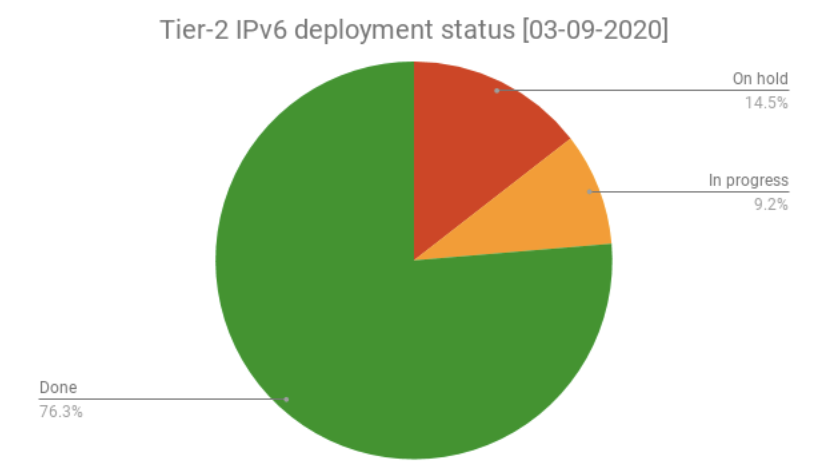 Tier-2 IPv6 deployment status [03-09-2020]
On hold
14.5%
In progress
9.2%
Done
76.3%